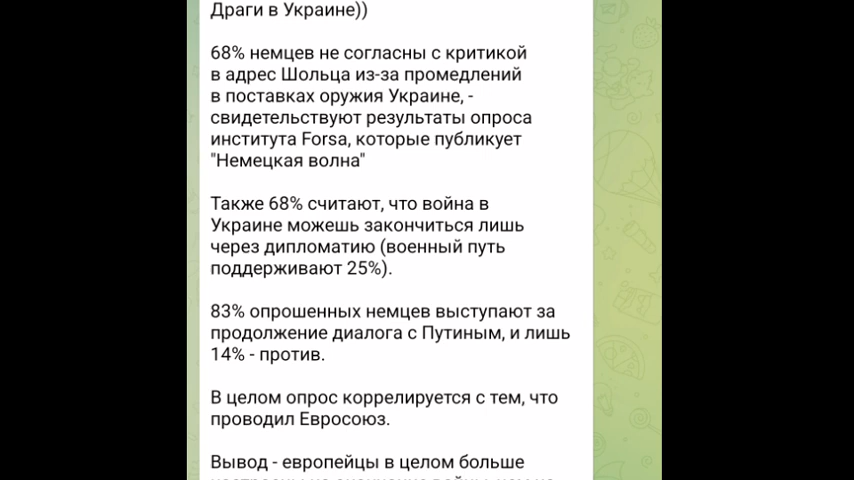 Драги в Украине))
68% немцев не согласны с критикой
в адрес Шольца из-за промедлений
в поставках оружия Украине, -
свидетельствуют результаты опроса
института Forsa, которые публикует
"Немецкая волна"
Также 68% считают, что война в
Украине можешь закончиться лишь
через дипломатию (военный путь
поддерживают 25%).
83% опрошенных немцев выступают за
продолжение диалога с Путиным, и лишь
14% - против.
В целом опрос коррелируется с тем, что
проводил Евросоюз.
Вывод - европейцы в целом больше